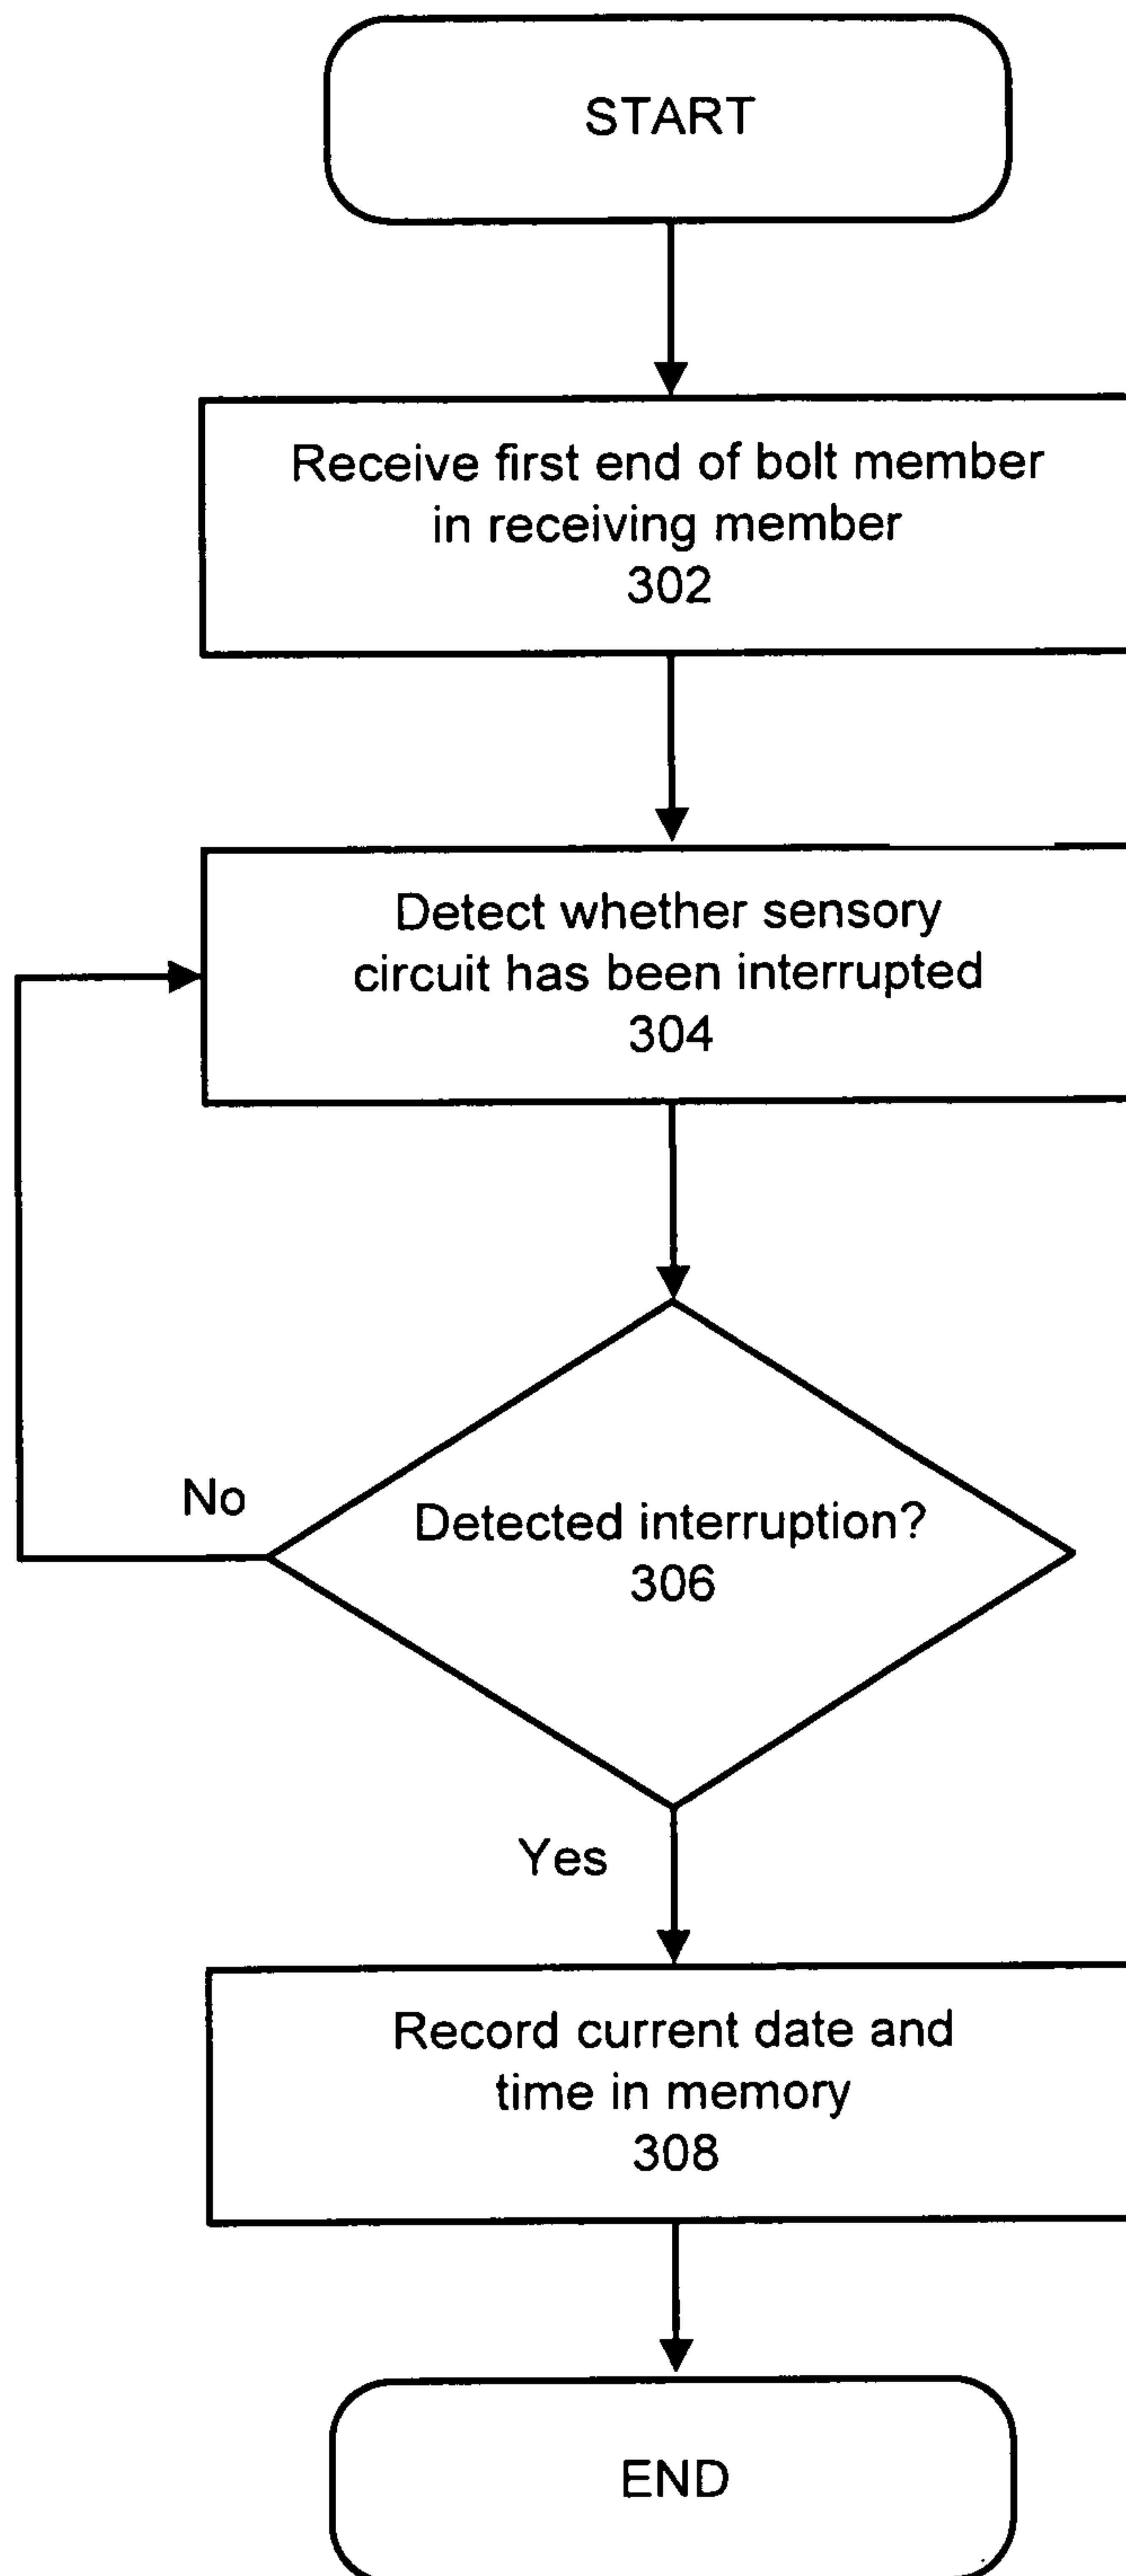 START
Receive first end of bolt member
in receiving member
302
Detect whether sensory
circuit has been interrupted
304
No
Detected interruption?
306
Yes
Record current date and
time in memory
308
END